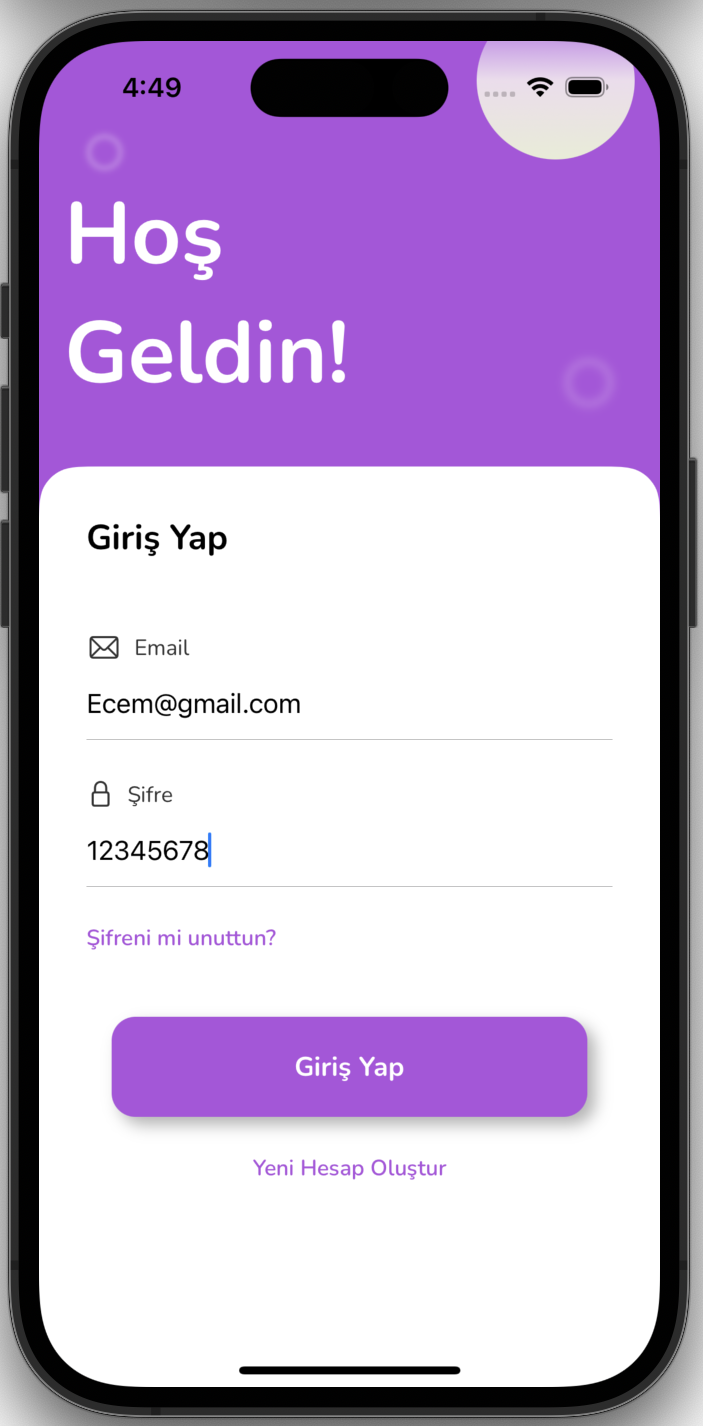 4:49
Hoş
Geldin!
Giriş Yap
Email
Ecem@gmail.com
Şifre
12345678
Şifreni mi unuttun?
Giriş Yap
Yeni Hesap Oluştur